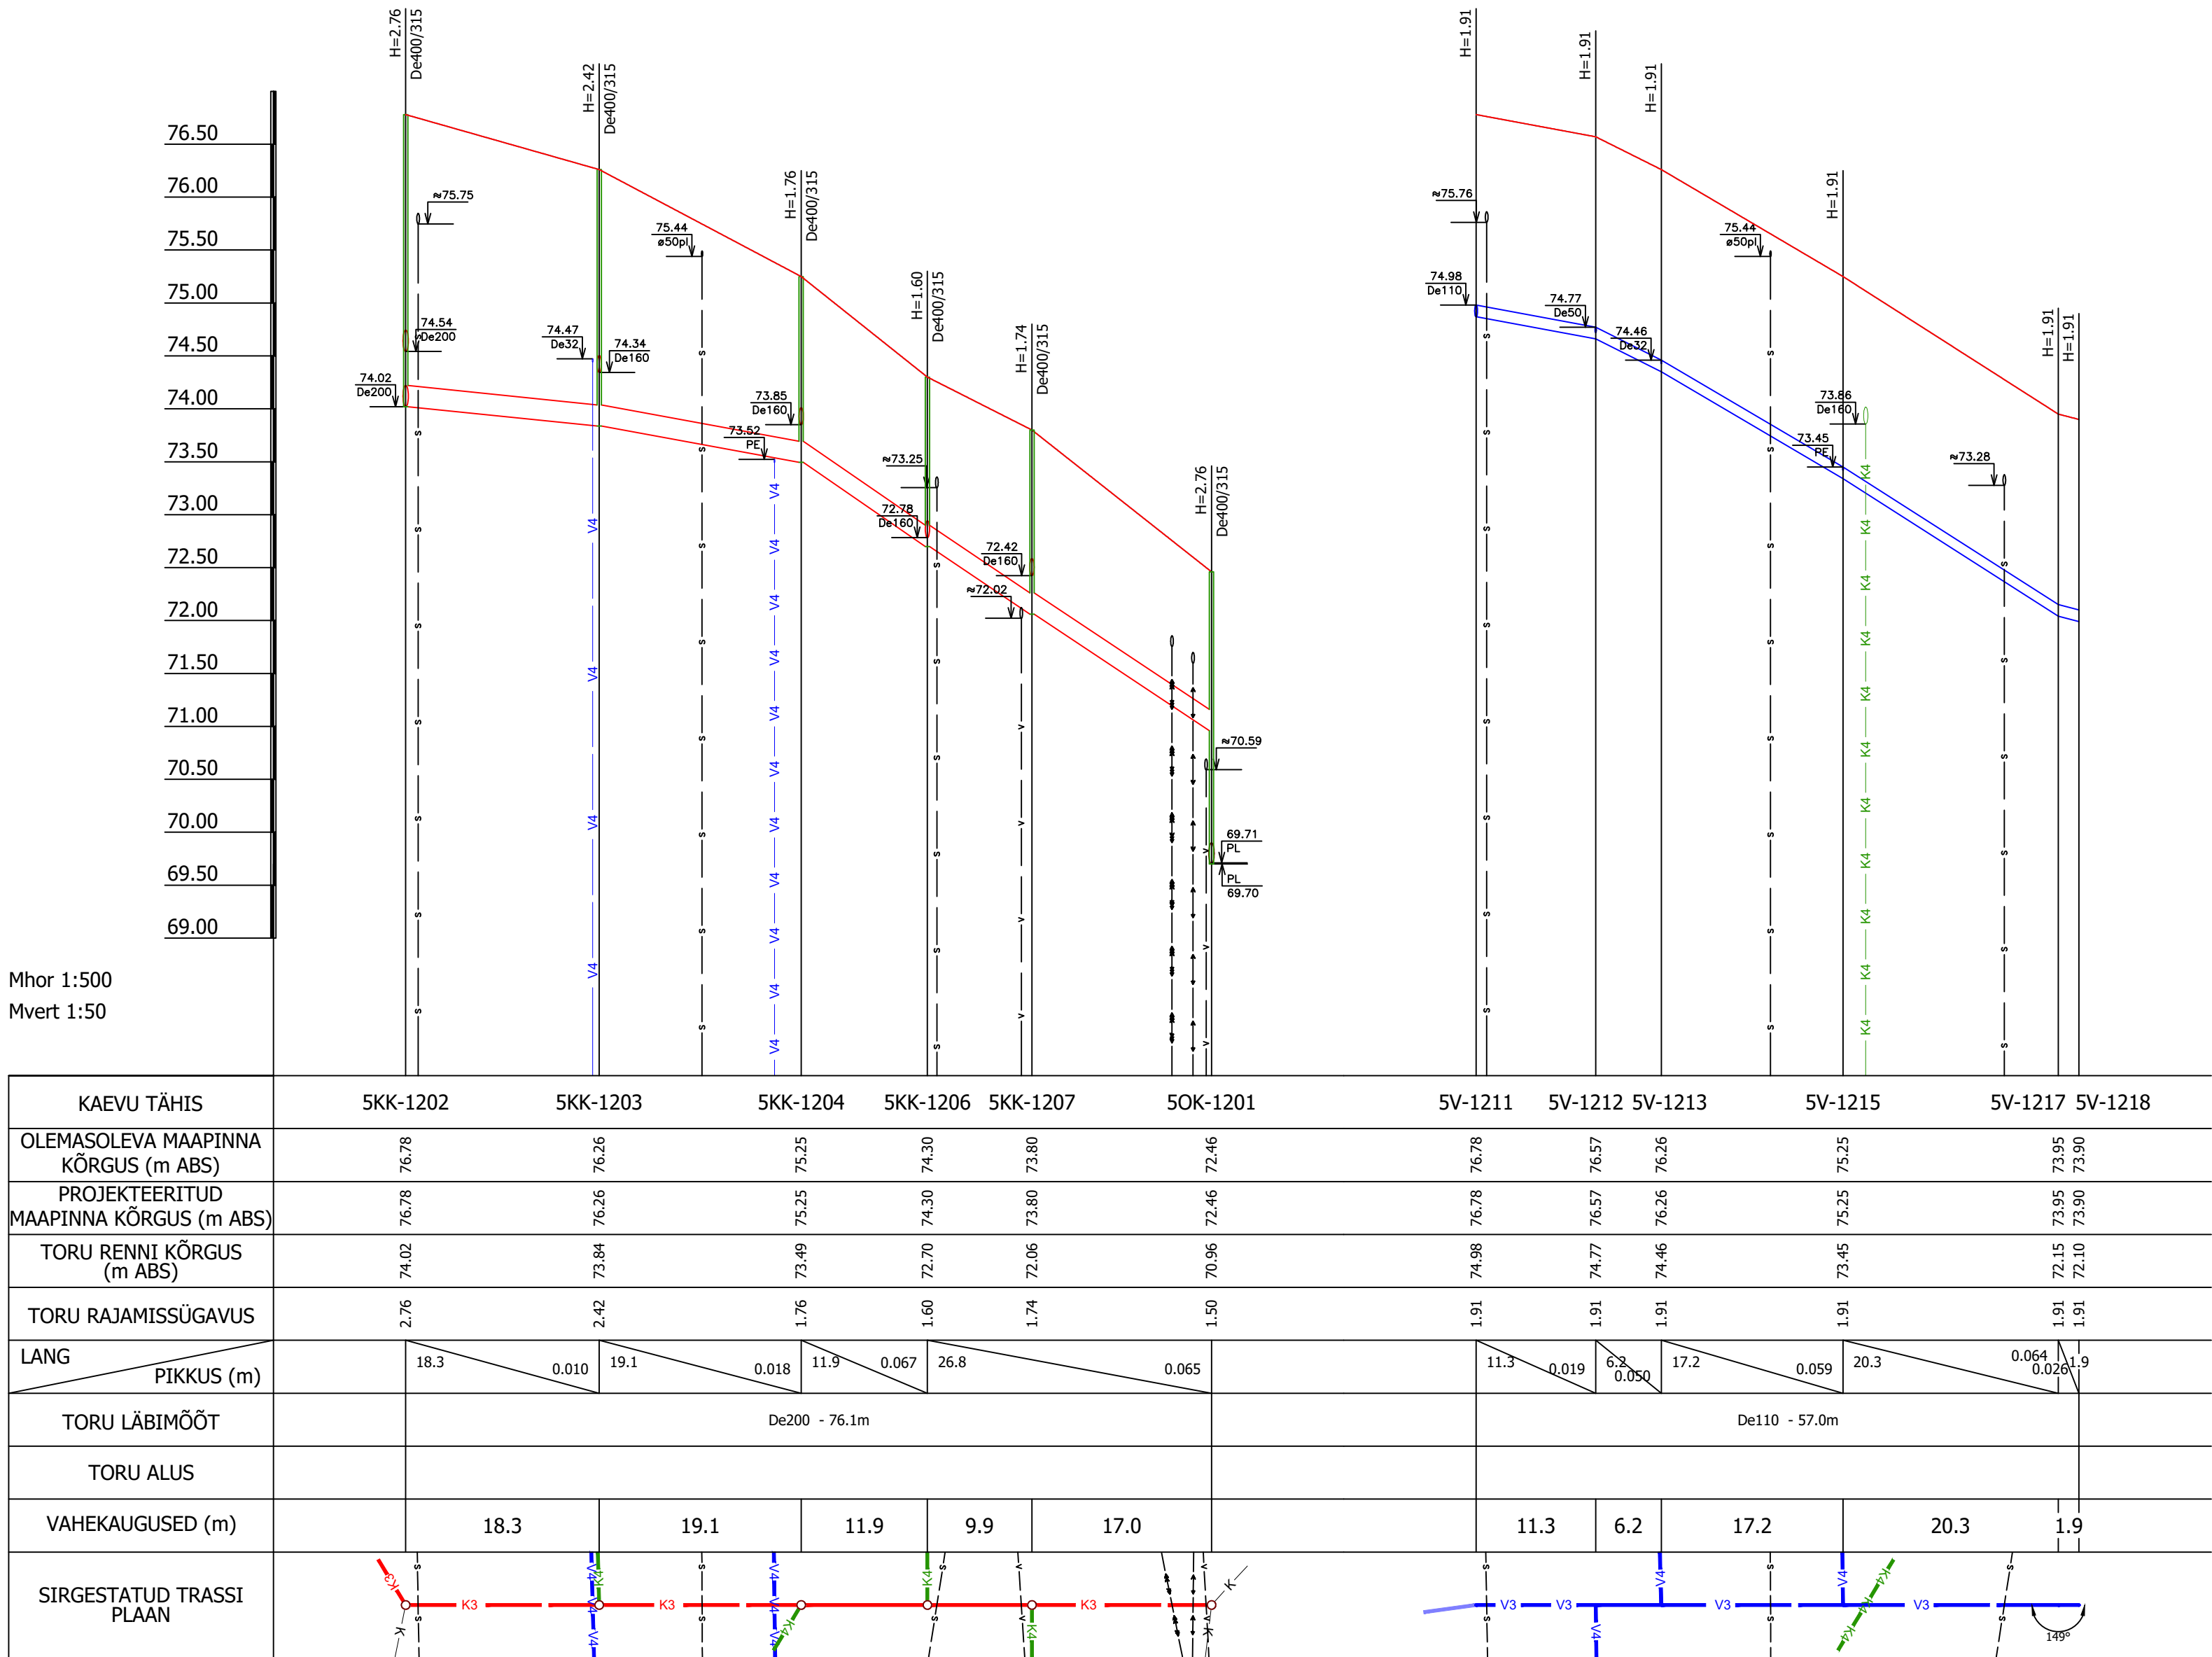 H=2.76
De400/315
H=2.42
De400/315
H=1.76
De400/315
H=1.60
De400/315
H=1.74
De400/315
H=2.76
De400/315
H=1.91
H=1.91
H=1.91
H=1.91
H=1.91
H=1.91
76.50
76.00
75.50
75.00
74.50
74.00
73.50
73.00
72.50
72.00
71.50
71.00
70.50
70.00
69.50
69.00
≈75.75
74.54
De200
74.02
De200
74.47
De32
74.34
De160
75.44
ø50pl
73.85
De160
73.52
PE
≈73.25
72.78
De160
72.42
De160
≈72.02
≈70.59
69.71
PL
PL
69.70
≈75.76
74.98
De110
74.77
De50
74.46
De32
75.44
ø50pl
73.86
De160
73.45
PE
≈73.28
Mhor 1:500
Mvert 1:50
KAEVU TÄHIS 5KK-1202 5KK-1203 5KK-1204 5KK-1206 5KK-1207 5OK-1201 5V-1211 5V-1212 5V-1213 5V-1215 5V-1217 5V-1218
OLEMASOLEVA MAAPINNA
KÕRGUS (m ABS)
76.78 76.26 75.25 74.30 73.80 72.46 76.78 76.57 76.26 75.25 73.95 73.90
PROJEKTEERITUD
MAAPINNA KÕRGUS (m ABS)
76.78 76.26 75.25 74.30 73.80 72.46 76.78 76.57 76.26 75.25 73.95 73.90
TORU RENNI KÕRGUS
(m ABS)
74.02 73.84 73.49 72.70 72.06 70.96 74.98 74.77 74.46 73.45 72.15 72.10
TORU RAJAMISSÜGAVUS 2.76 2.42 1.76 1.60 1.74 1.50 1.91 1.91 1.91 1.91 1.91 1.91
LANG
PIKKUS (m)
18.3 0.010 19.1 0.018 11.9 0.067 26.8 0.065 11.3 0.019 6.2 0.050 17.2 0.059 20.3 0.064 0.026 1.9
TORU LÄBIMÕÕT De200 - 76.1m De110 - 57.0m
TORU ALUS
VAHEKAUGUSED (m) 18.3 19.1 11.9 9.9 17.0 11.3 6.2 17.2 20.3 1.9
SIRGESTATUD TRASSI
PLAAN
K3 K K3 V4 K4 V4 K3 V4 V4 K4 K4 K4 K3 K K V3 V3 V4 V4 V3 V4 K4 K4 V3 149°